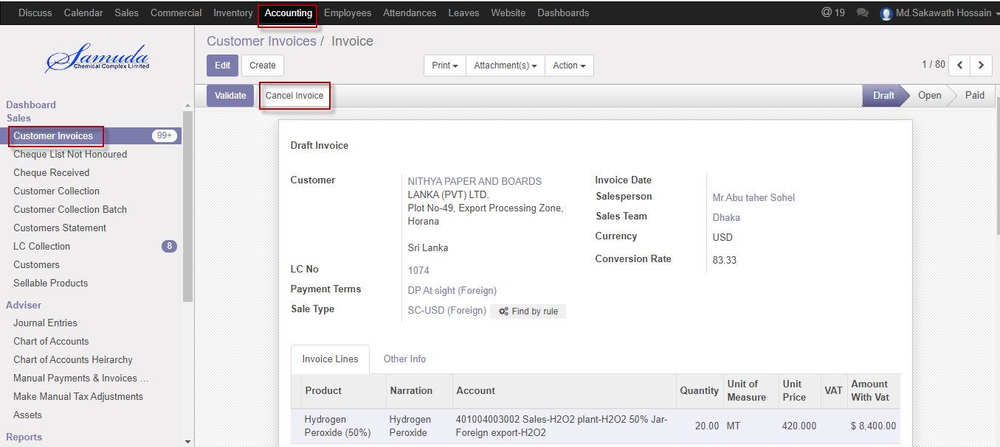 Discuss Calendar Sales Commercial Inventory Accounting Employees Attendances Leaves Website Dashboards @ 19 Md.Sakawath Hossain
Samuda
Chemical Complex Limited
Dashboard
Sales
Customer Invoices 99+
Cheque List Not Honoured
Cheque Received
Customer Collection
Customer Collection Batch
Customers Statement
LC Collection 8
Customers
Sellable Products
Adviser
Journal Entries
Chart of Accounts
Chart of Accounts Heirarchy
Manual Payments & Invoices ...
Make Manual Tax Adjustments
Assets
Reports
Customer Invoices / Invoice
Edit Create Print Attachment(s) Action 1 / 80
Validate Cancel Invoice Draft Open Paid
Draft Invoice
Customer NITHYA PAPER AND BOARDS
LANKA (PVT) LTD.
Plot No-49, Export Processing Zone,
Horana
Sri Lanka
LC No 1074
Payment Terms DP At sight (Foreign)
Sale Type SC-USD (Foreign) Find by rule
Invoice Date
Salesperson Mr.Abu taher Sohel
Sales Team Dhaka
Currency USD
Conversion Rate 83.33
Invoice Lines Other Info
Product Narration Account Quantity Unit of Measure Unit Price VAT Amount With Vat
Hydrogen Hydrogen 401004003002 Sales-H2O2 plant-H2O2 50% Jar- 20.00 MT 420.000 $ 8,400.00
Peroxide (50%) Peroxide Foreign export-H2O2